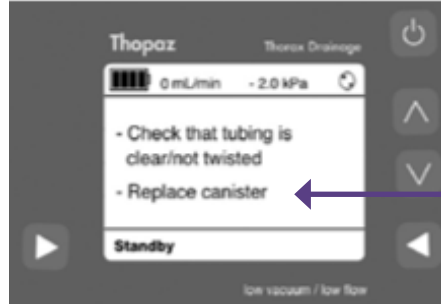 Thopaz Thorax Drainage
0 mL/min - 2.0 kPa
- Check that tubing is
clear/not twisted
- Replace canister
Standby
low vacuum / low flow